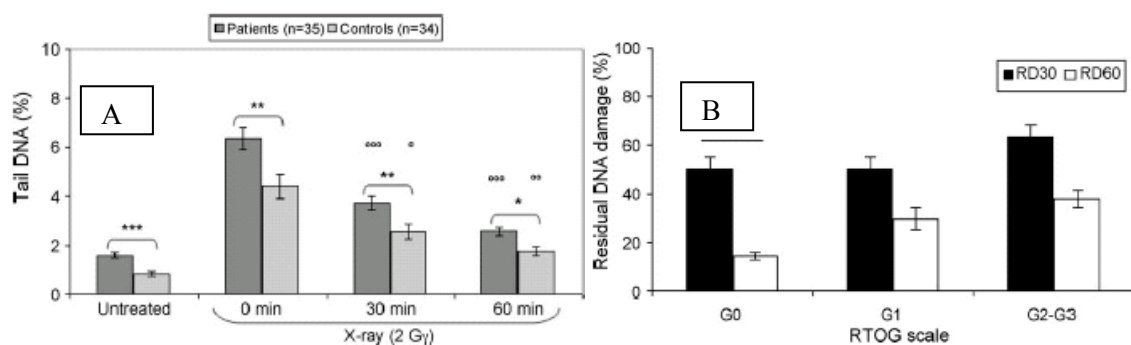 Patients (n=35) Controls (n=34)
10
8
6
4
2
0
Tail DNA (%)
A
***
**
°°° °
**
°°° °°
*
Untreated 0 min 30 min 60 min
X-ray (2 Gγ)
100
80
60
40
20
0
Residual DNA damage (%)
B
RD30 RD60
G0 G1 G2-G3
RTOG scale